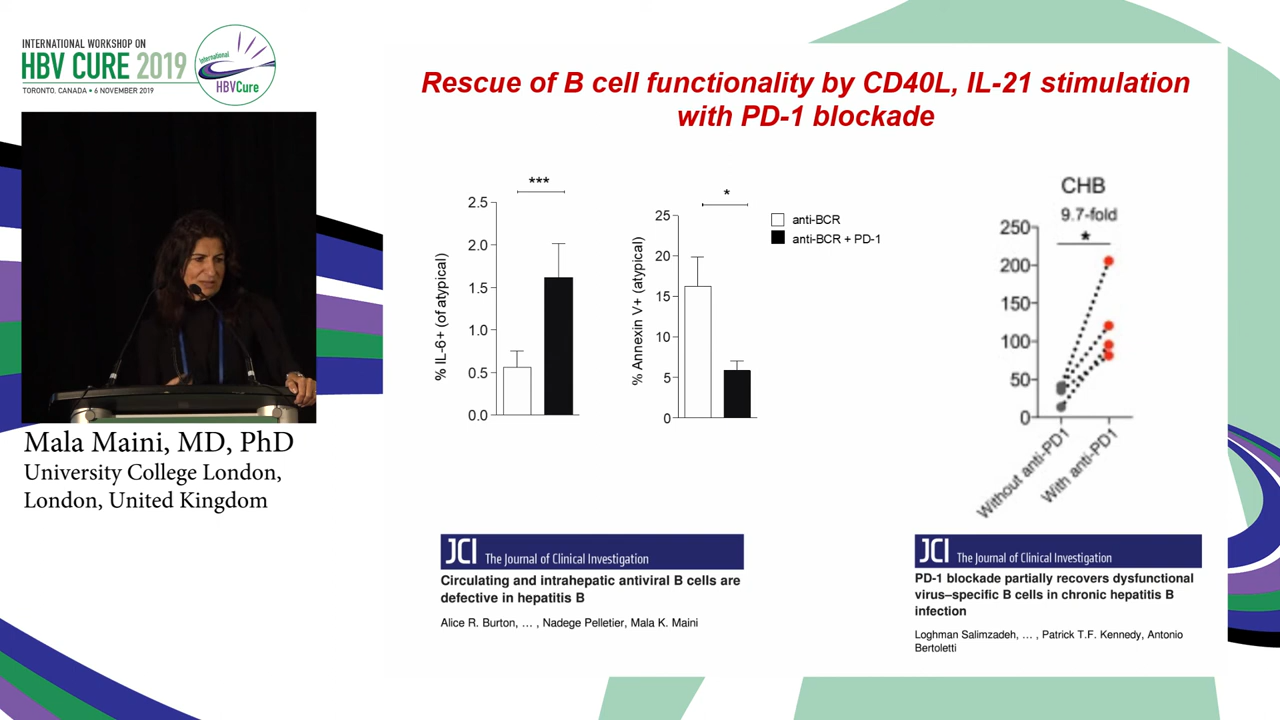 INTERNATIONAL WORKSHOP ON
HBV CURE 2019
TORONTO, CANADA • 6 NOVEMBER 2019
International
HBVCure
Mala Maini, MD, PhD
University College London,
London, United Kingdom
Rescue of B cell functionality by CD40L, IL-21 stimulation
with PD-1 blockade
***
2.5
2.0
1.5
1.0
0.5
0.0
% IL-6+ (of atypical)
*
25
20
15
10
5
0
% Annexin V+ (atypical)
anti-BCR
anti-BCR + PD-1
CHB
9.7-fold
*
250
200
150
100
50
0
Without anti-PD1
With anti-PD1
JCI The Journal of Clinical Investigation
Circulating and intrahepatic antiviral B cells are
defective in hepatitis B
Alice R. Burton, ... , Nadege Pelletier, Mala K. Maini
JCI The Journal of Clinical Investigation
PD-1 blockade partially recovers dysfunctional
virus–specific B cells in chronic hepatitis B
infection
Loghman Salimzadeh, ... , Patrick T.F. Kennedy, Antonio
Bertoletti